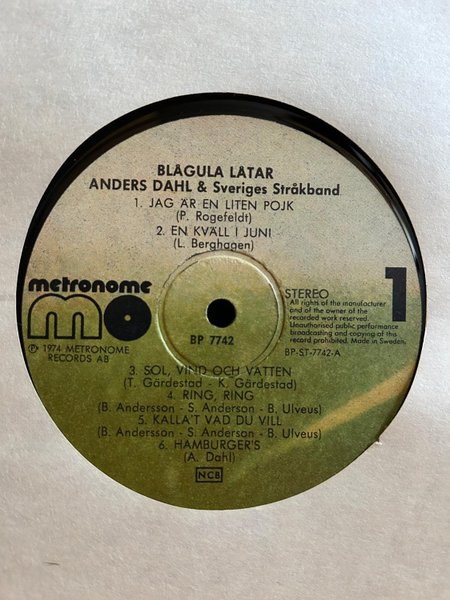 BLÅGULA LÅTAR
ANDERS DAHL & Sveriges Stråkband
1. JAG ÄR EN LITEN POJK
(P. Rogefeldt)
2. EN KVÄLL I JUNI
(L. Berghagen)
metronome
mo
℗ 1974 METRONOME
RECORDS AB
BP 7742
STEREO
1
All rights of the manufacturer
and of the owner of the
recorded work reserved.
Unauthorised public performance
broadcasting and copying of this
record prohibited. Made in Sweden.
BP-ST-7742-A
3. SOL, VIND OCH VATTEN
(T. Gärdestad - K. Gärdestad)
4. RING, RING
(B. Andersson - S. Anderson - B. Ulveus)
5. KALLA'T VAD DU VILL
(B. Andersson - S. Anderson - B. Ulveus)
6. HAMBURGER'S
(A. Dahl)
NCB